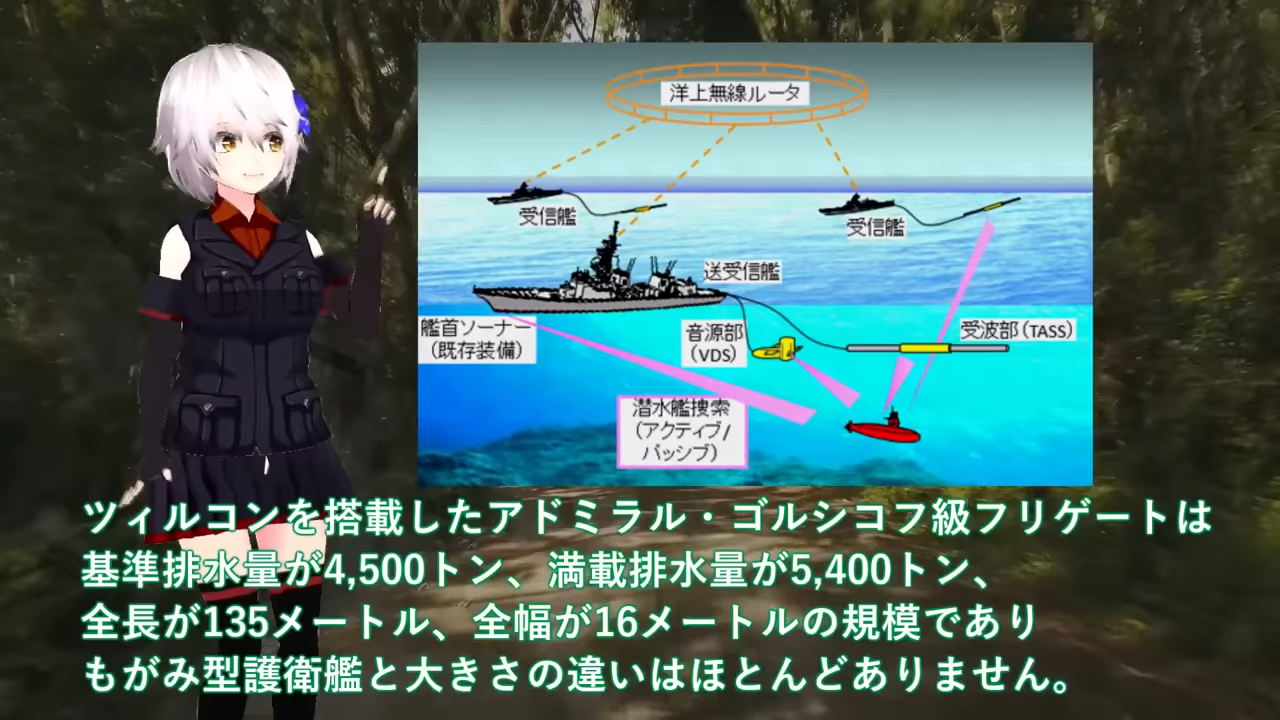 洋上無線ルータ
受信艦
受信艦
送受信艦
艦首ソーナー
(既存装備)
音源部
(VDS)
受波部(TASS)
潜水艦捜索
(アクティブ/
パッシブ)
ツィルコンを搭載したアドミラル・ゴルシコフ級フリゲートは
基準排水量が4,500トン、満載排水量が5,400トン、
全長が135メートル、全幅が16メートルの規模であり
もがみ型護衛艦と大きさの違いはほとんどありません。